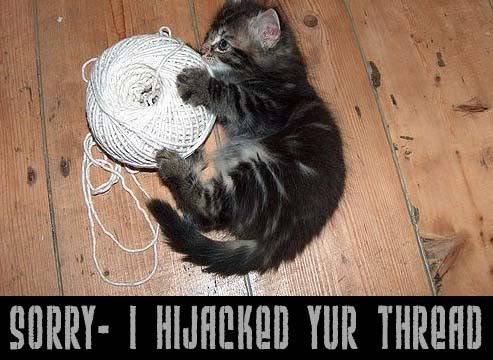 SORRY- I HIJACKED YUR THREAD